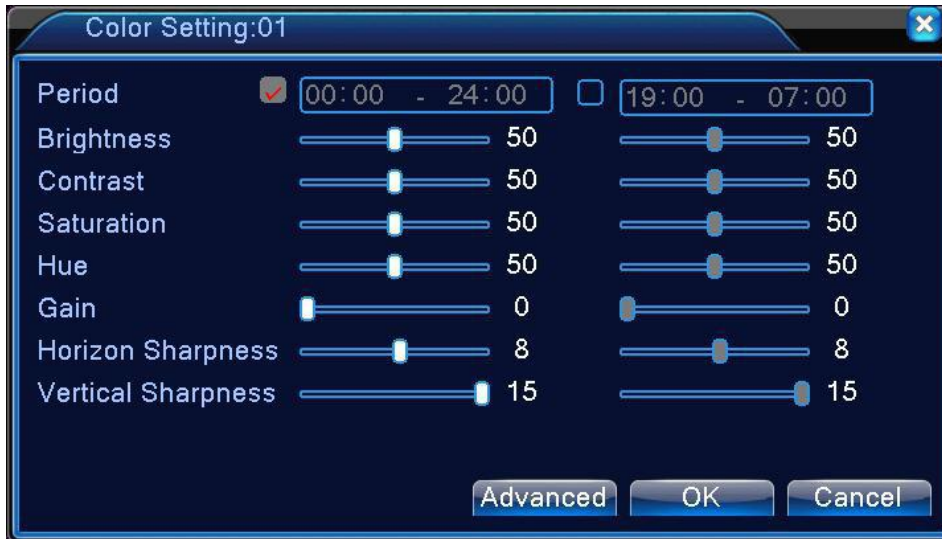 Color Setting:01
Period 00:00 - 24:00 19:00 - 07:00
Brightness 50 50
Contrast 50 50
Saturation 50 50
Hue 50 50
Gain 0 0
Horizon Sharpness 8 8
Vertical Sharpness 15 15
Advanced OK Cancel